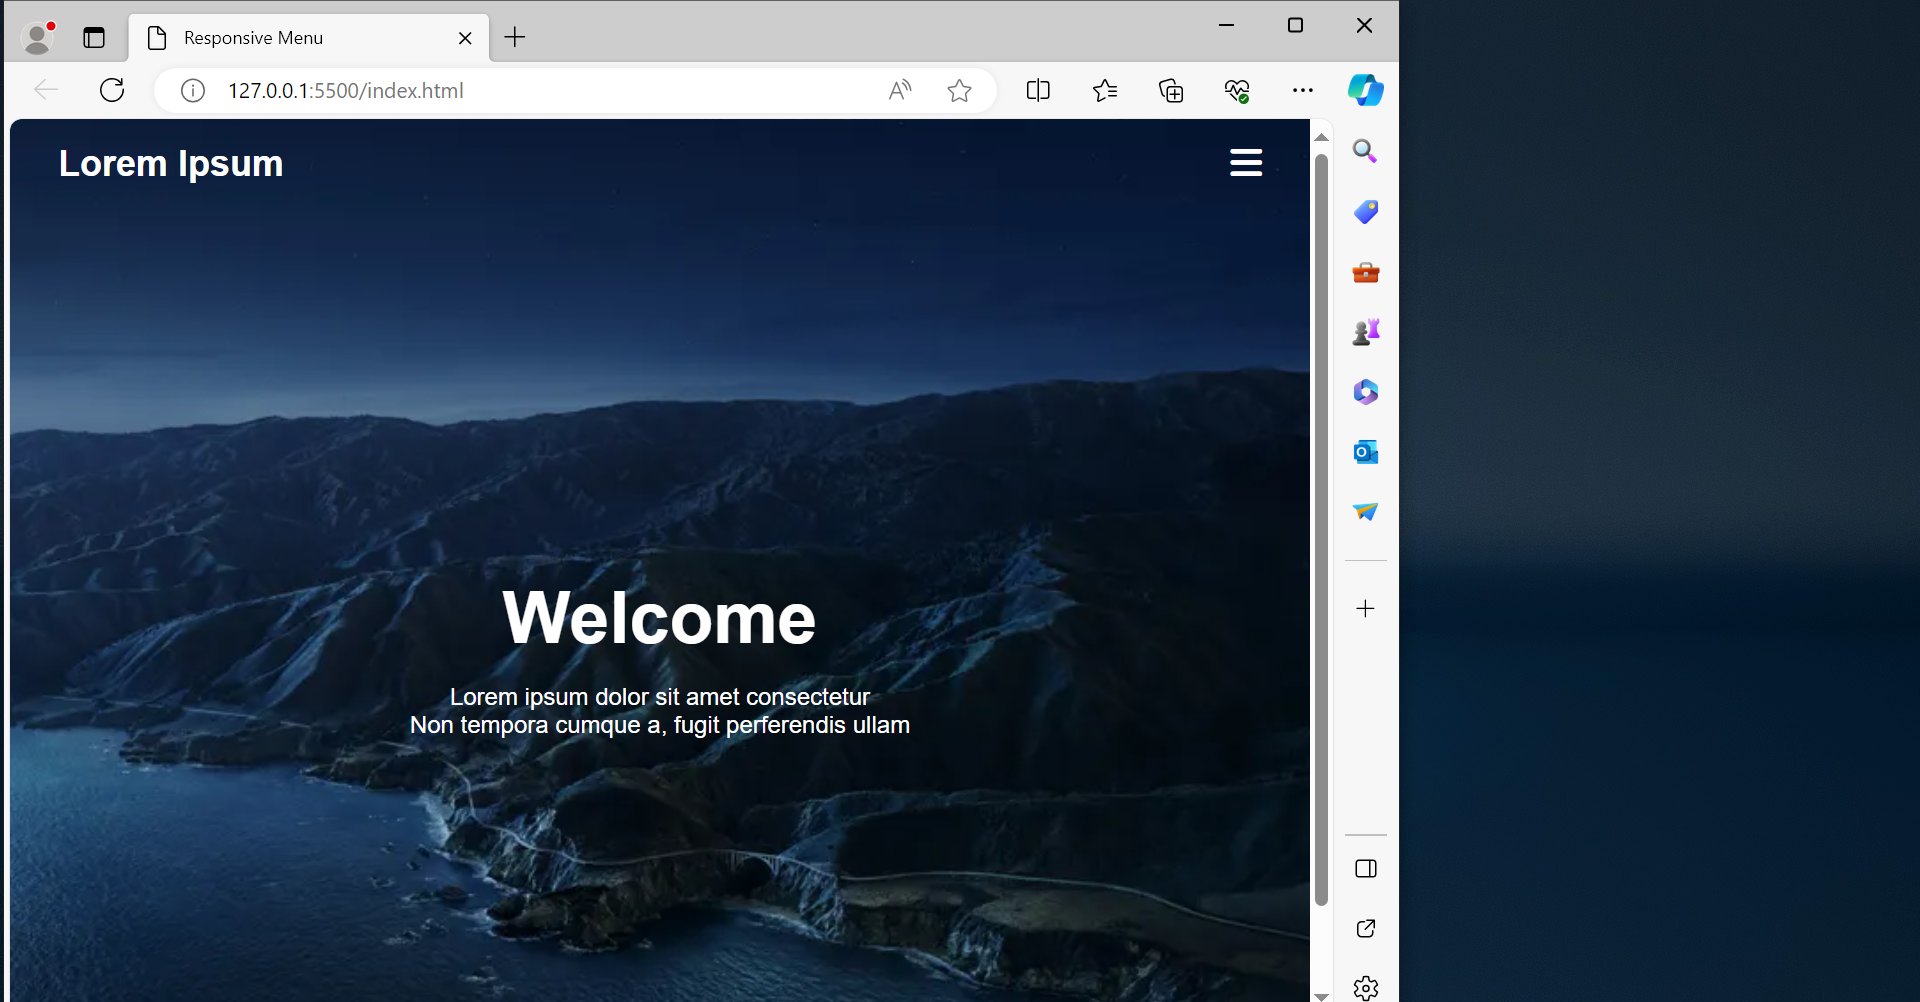 Responsive Menu
127.0.0.1:5500/index.html
Lorem Ipsum
Welcome
Lorem ipsum dolor sit amet consectetur
Non tempora cumque a, fugit perferendis ullam